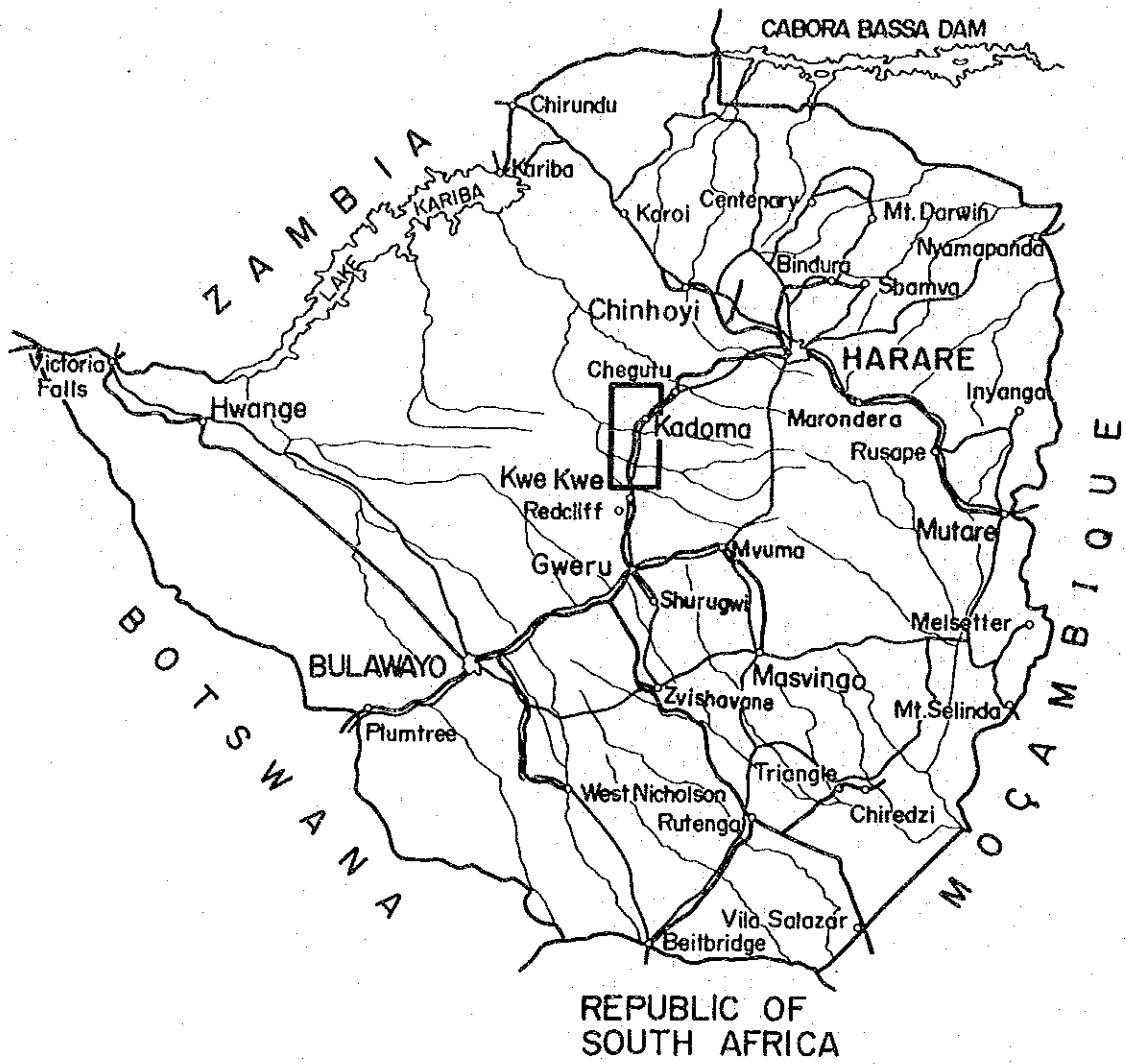 CABORA BASSA DAM
Chirundu
ZAMBIA
Kariba
LAKE KARIBA
Karoi
Centenary
Mt. Darwin
Nyamapanda
Bindura
Shamva
Chinhoyi
HARARE
Victoria
Falls
Hwange
Chegutu
Kadoma
Marondera
Inyanga
Rusape
Kwe Kwe
Redcliff
Mutare
Gweru
Mvuma
Shurugwi
Melsetter
MOÇAMBIQUE
BOTSWANA
BULAWAYO
Masvingo
Zvishavane
Mt. Selinda
Plumtree
Triangle
West Nicholson
Chiredzi
Rutenga
Vila Salazar
Beitbridge
REPUBLIC OF
SOUTH AFRICA